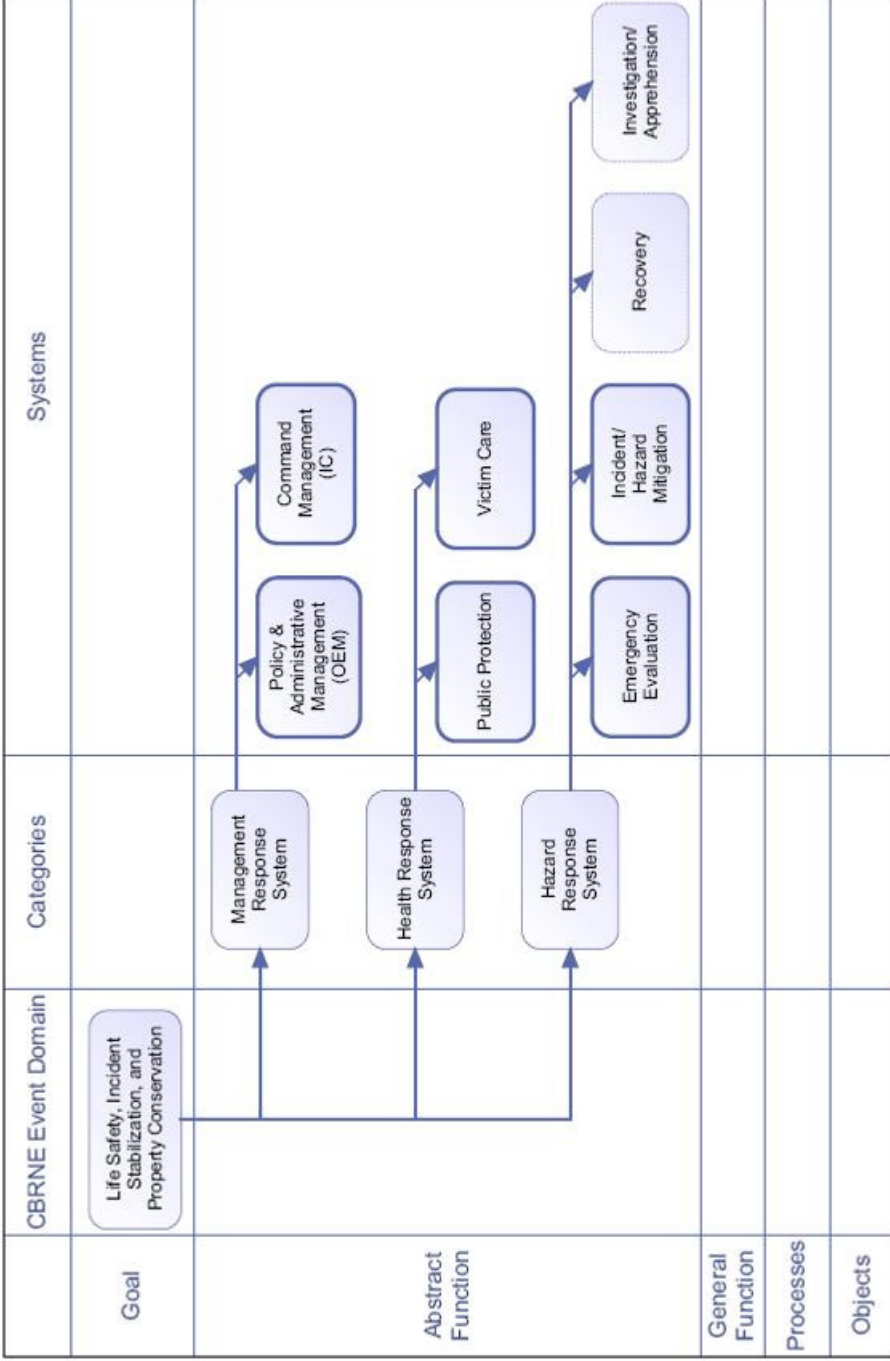 CBRNE Event Domain
Categories
Systems
Goal
Life Safety, Incident
Stabilization, and
Property Conservation
Abstract
Function
Management
Response
System
Policy &
Administrative
Management
(OEM)
Command
Management
(IC)
Health Response
System
Public Protection
Victim Care
Hazard
Response
System
Emergency
Evaluation
Incident/
Hazard
Mitigation
Recovery
Investigation/
Apprehension
General
Function
Processes
Objects